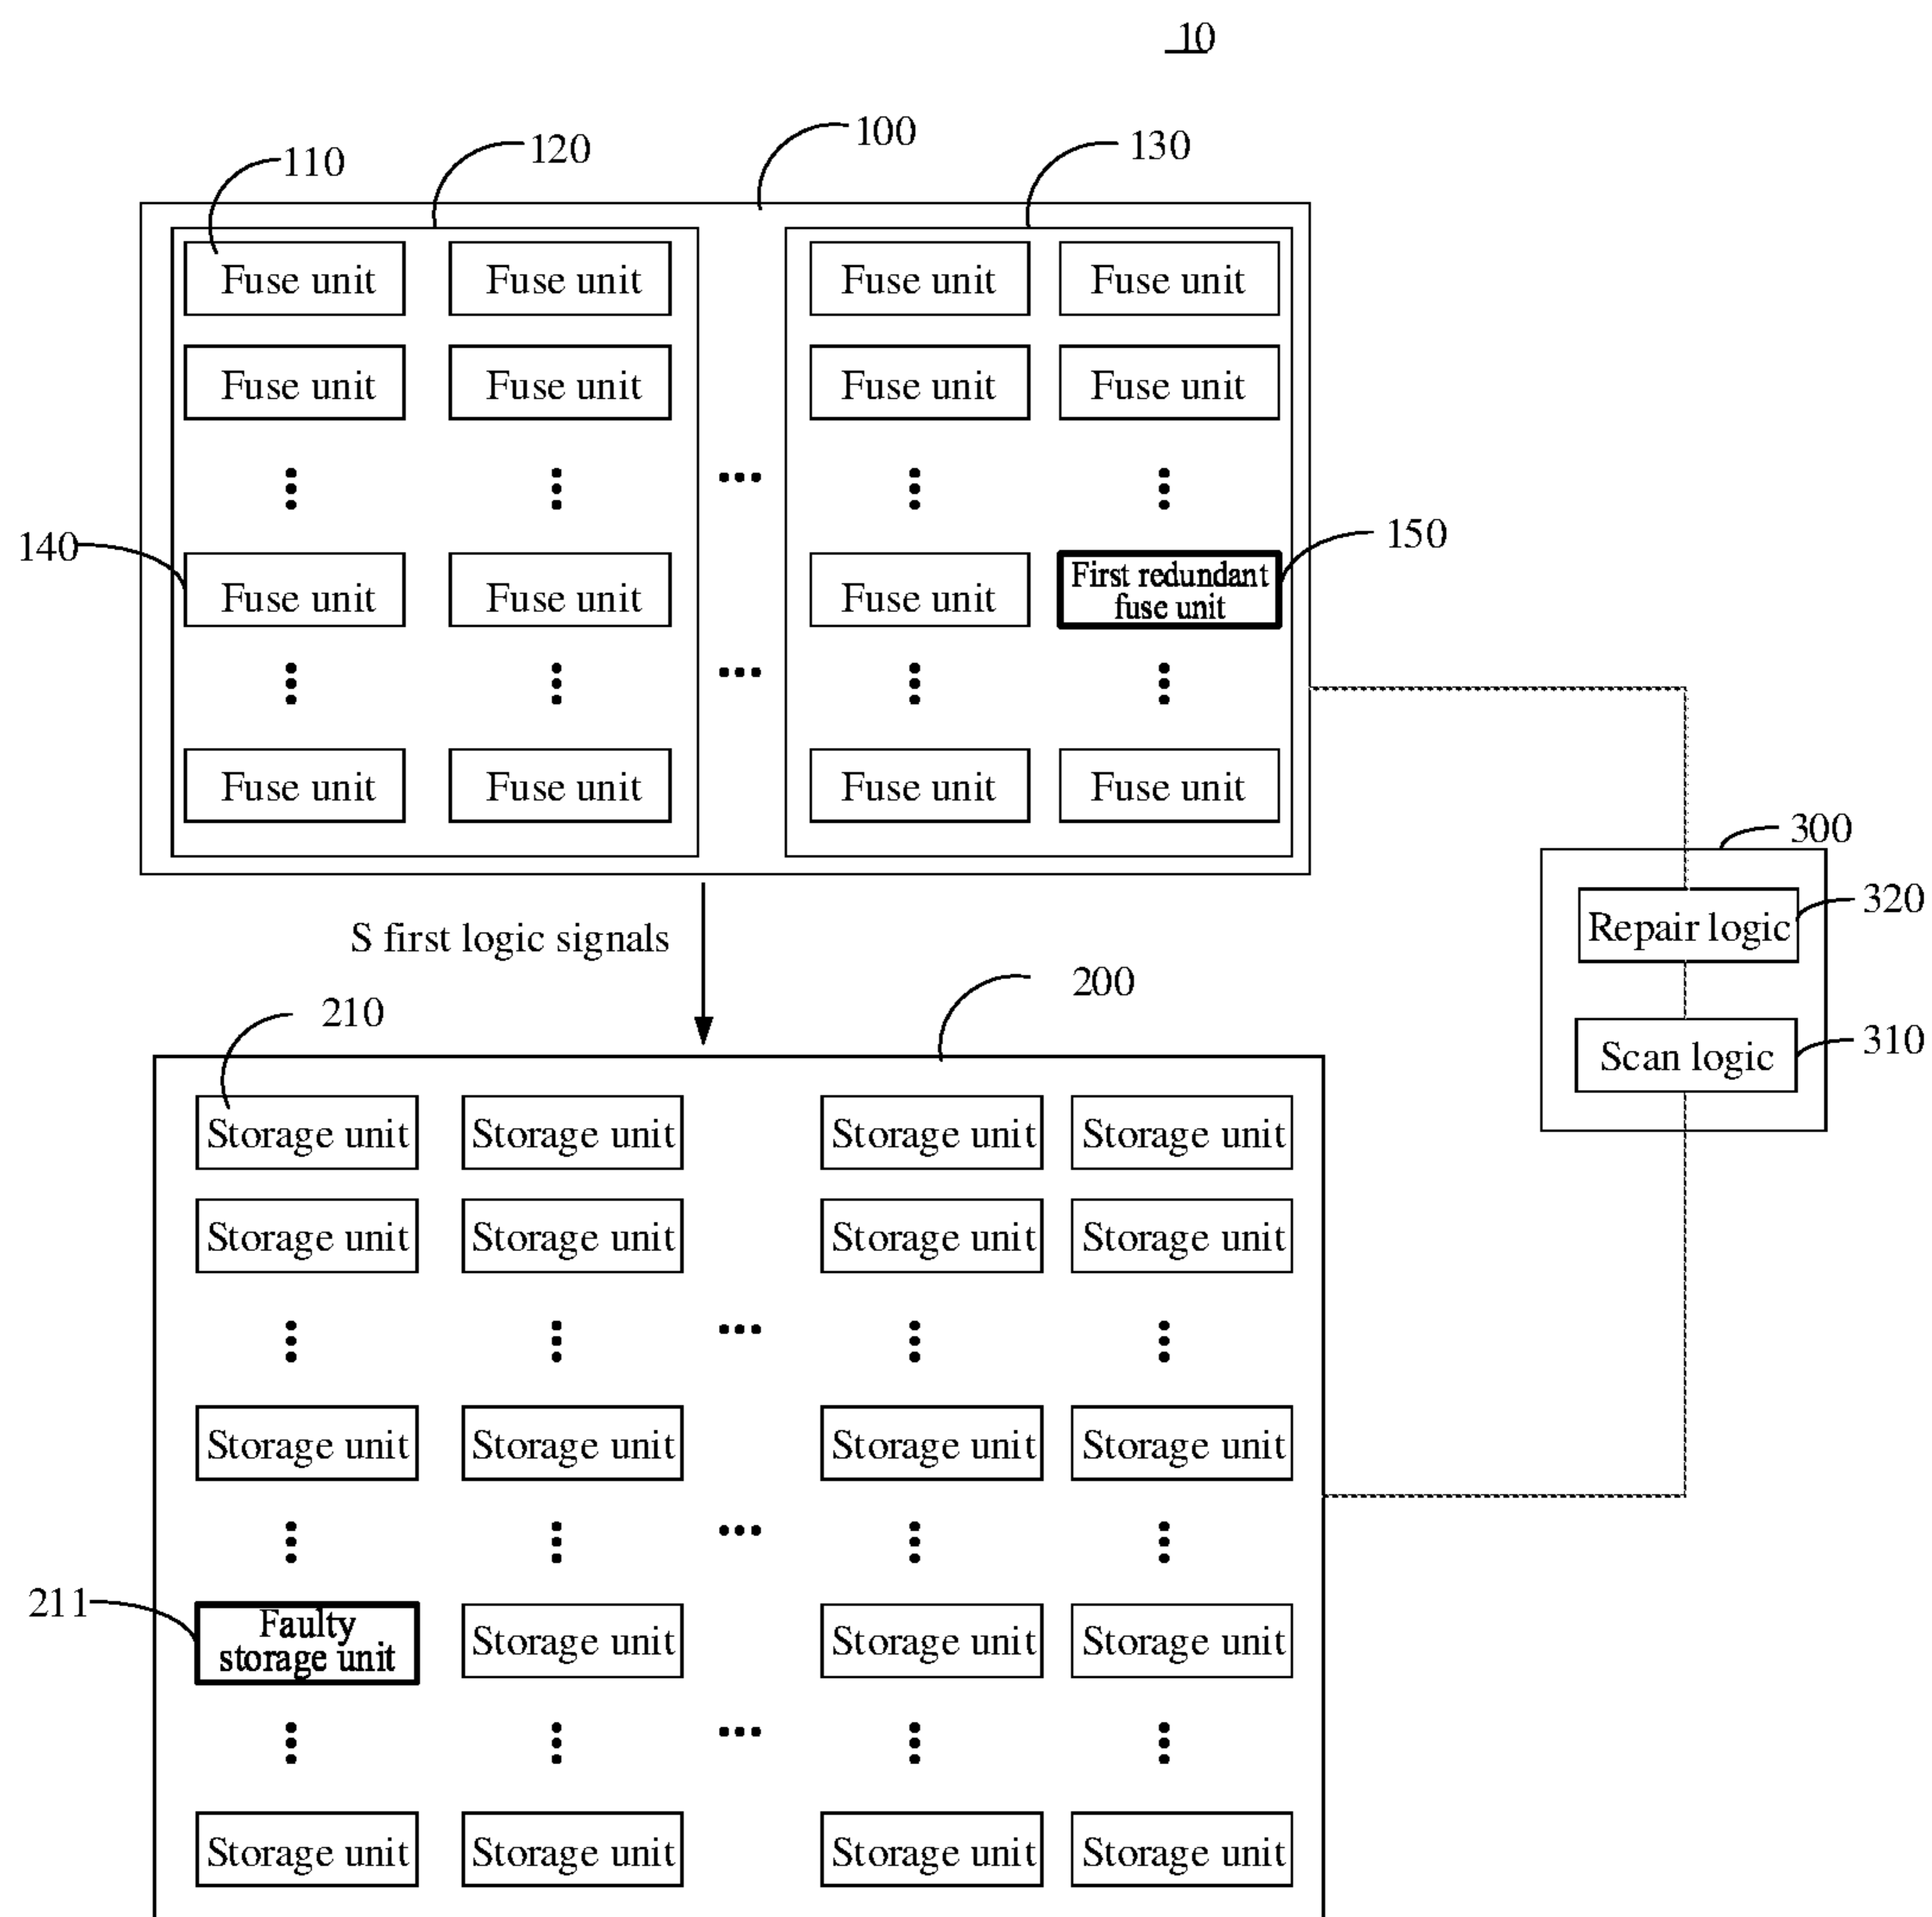 10
100
110
120
130
Fuse unit Fuse unit Fuse unit Fuse unit
Fuse unit Fuse unit Fuse unit Fuse unit
140
150
Fuse unit Fuse unit Fuse unit First redundant
fuse unit
Fuse unit Fuse unit Fuse unit Fuse unit
300
320
Repair logic
S first logic signals
200
210
310
Scan logic
Storage unit Storage unit Storage unit Storage unit
Storage unit Storage unit Storage unit Storage unit
Storage unit Storage unit Storage unit Storage unit
211
Faulty
storage unit
Storage unit Storage unit Storage unit
Storage unit Storage unit Storage unit Storage unit